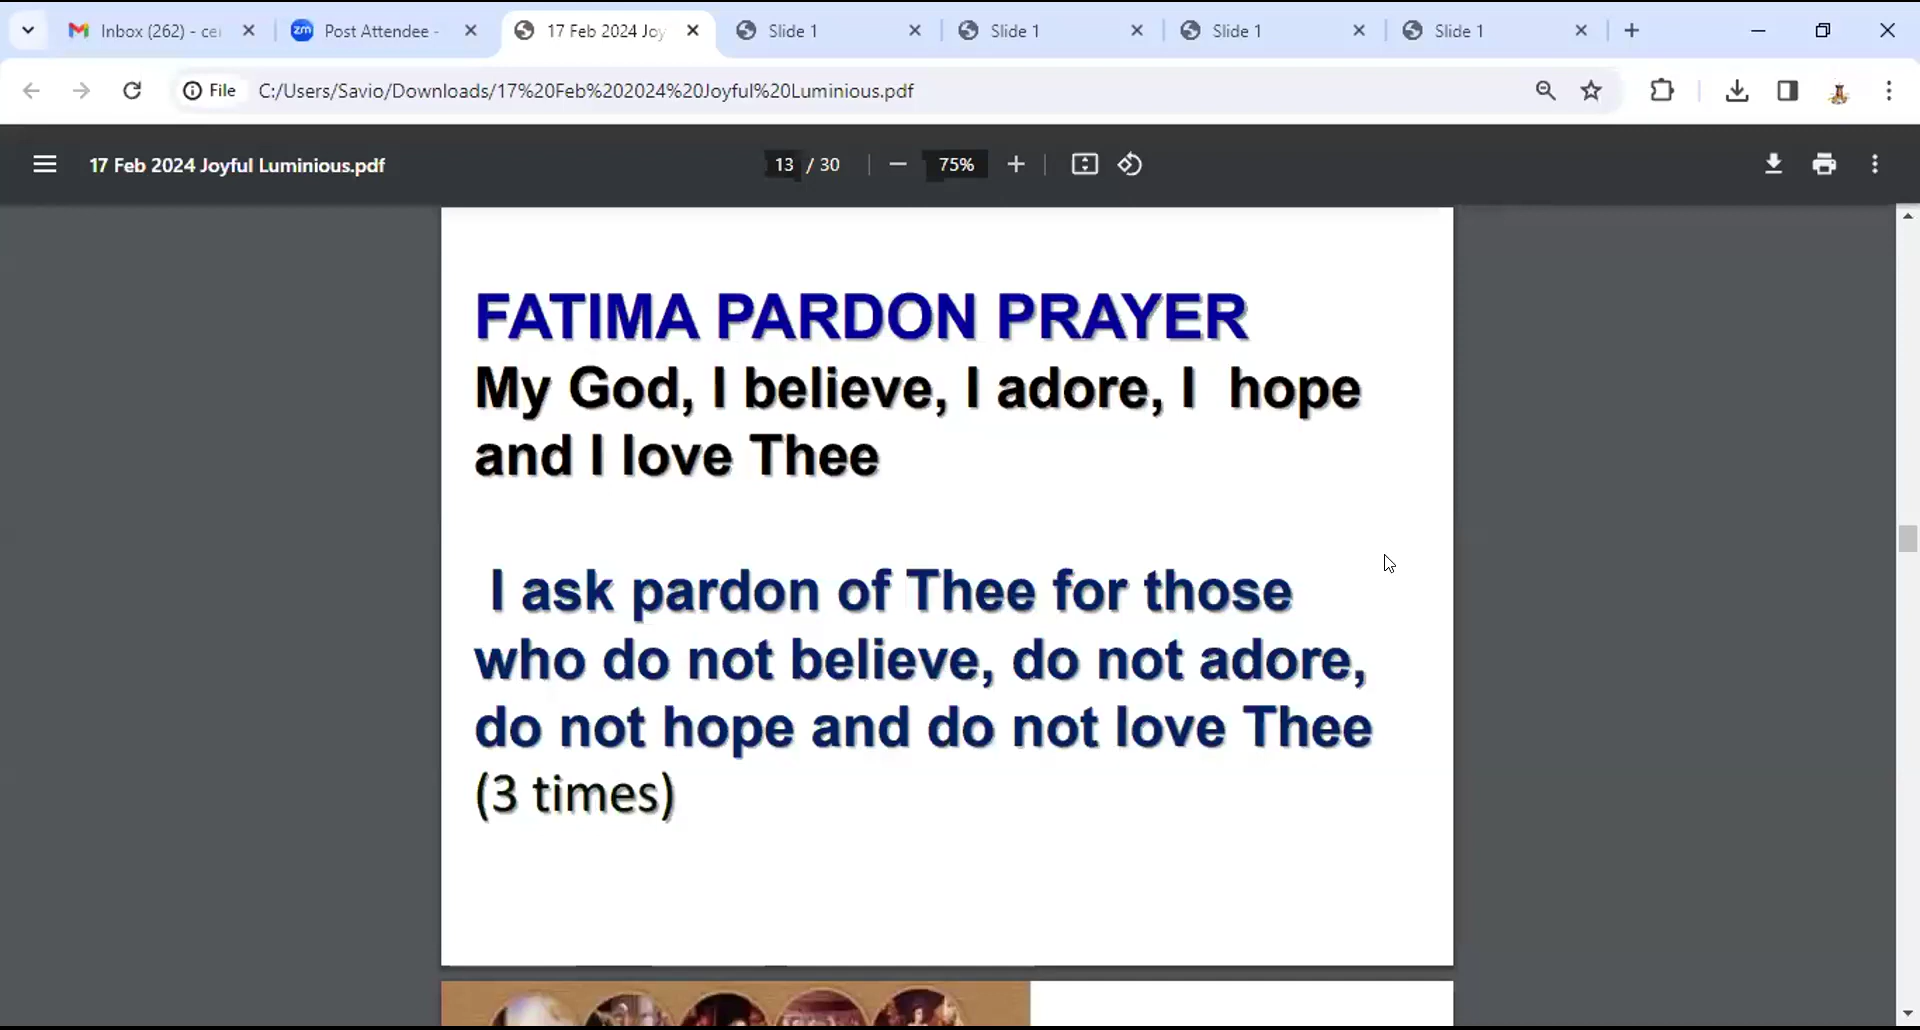 Inbox (262) - cei
zm
Post Attendee -
17 Feb 2024 Joy
Slide 1
Slide 1
Slide 1
Slide 1
File
C:/Users/Savio/Downloads/17%20Feb%202024%20Joyful%20Luminious.pdf
17 Feb 2024 Joyful Luminious.pdf
13 / 30
75%
FATIMA PARDON PRAYER
My God, I believe, I adore, I hope
and I love Thee
I ask pardon of Thee for those
who do not believe, do not adore,
do not hope and do not love Thee
(3 times)